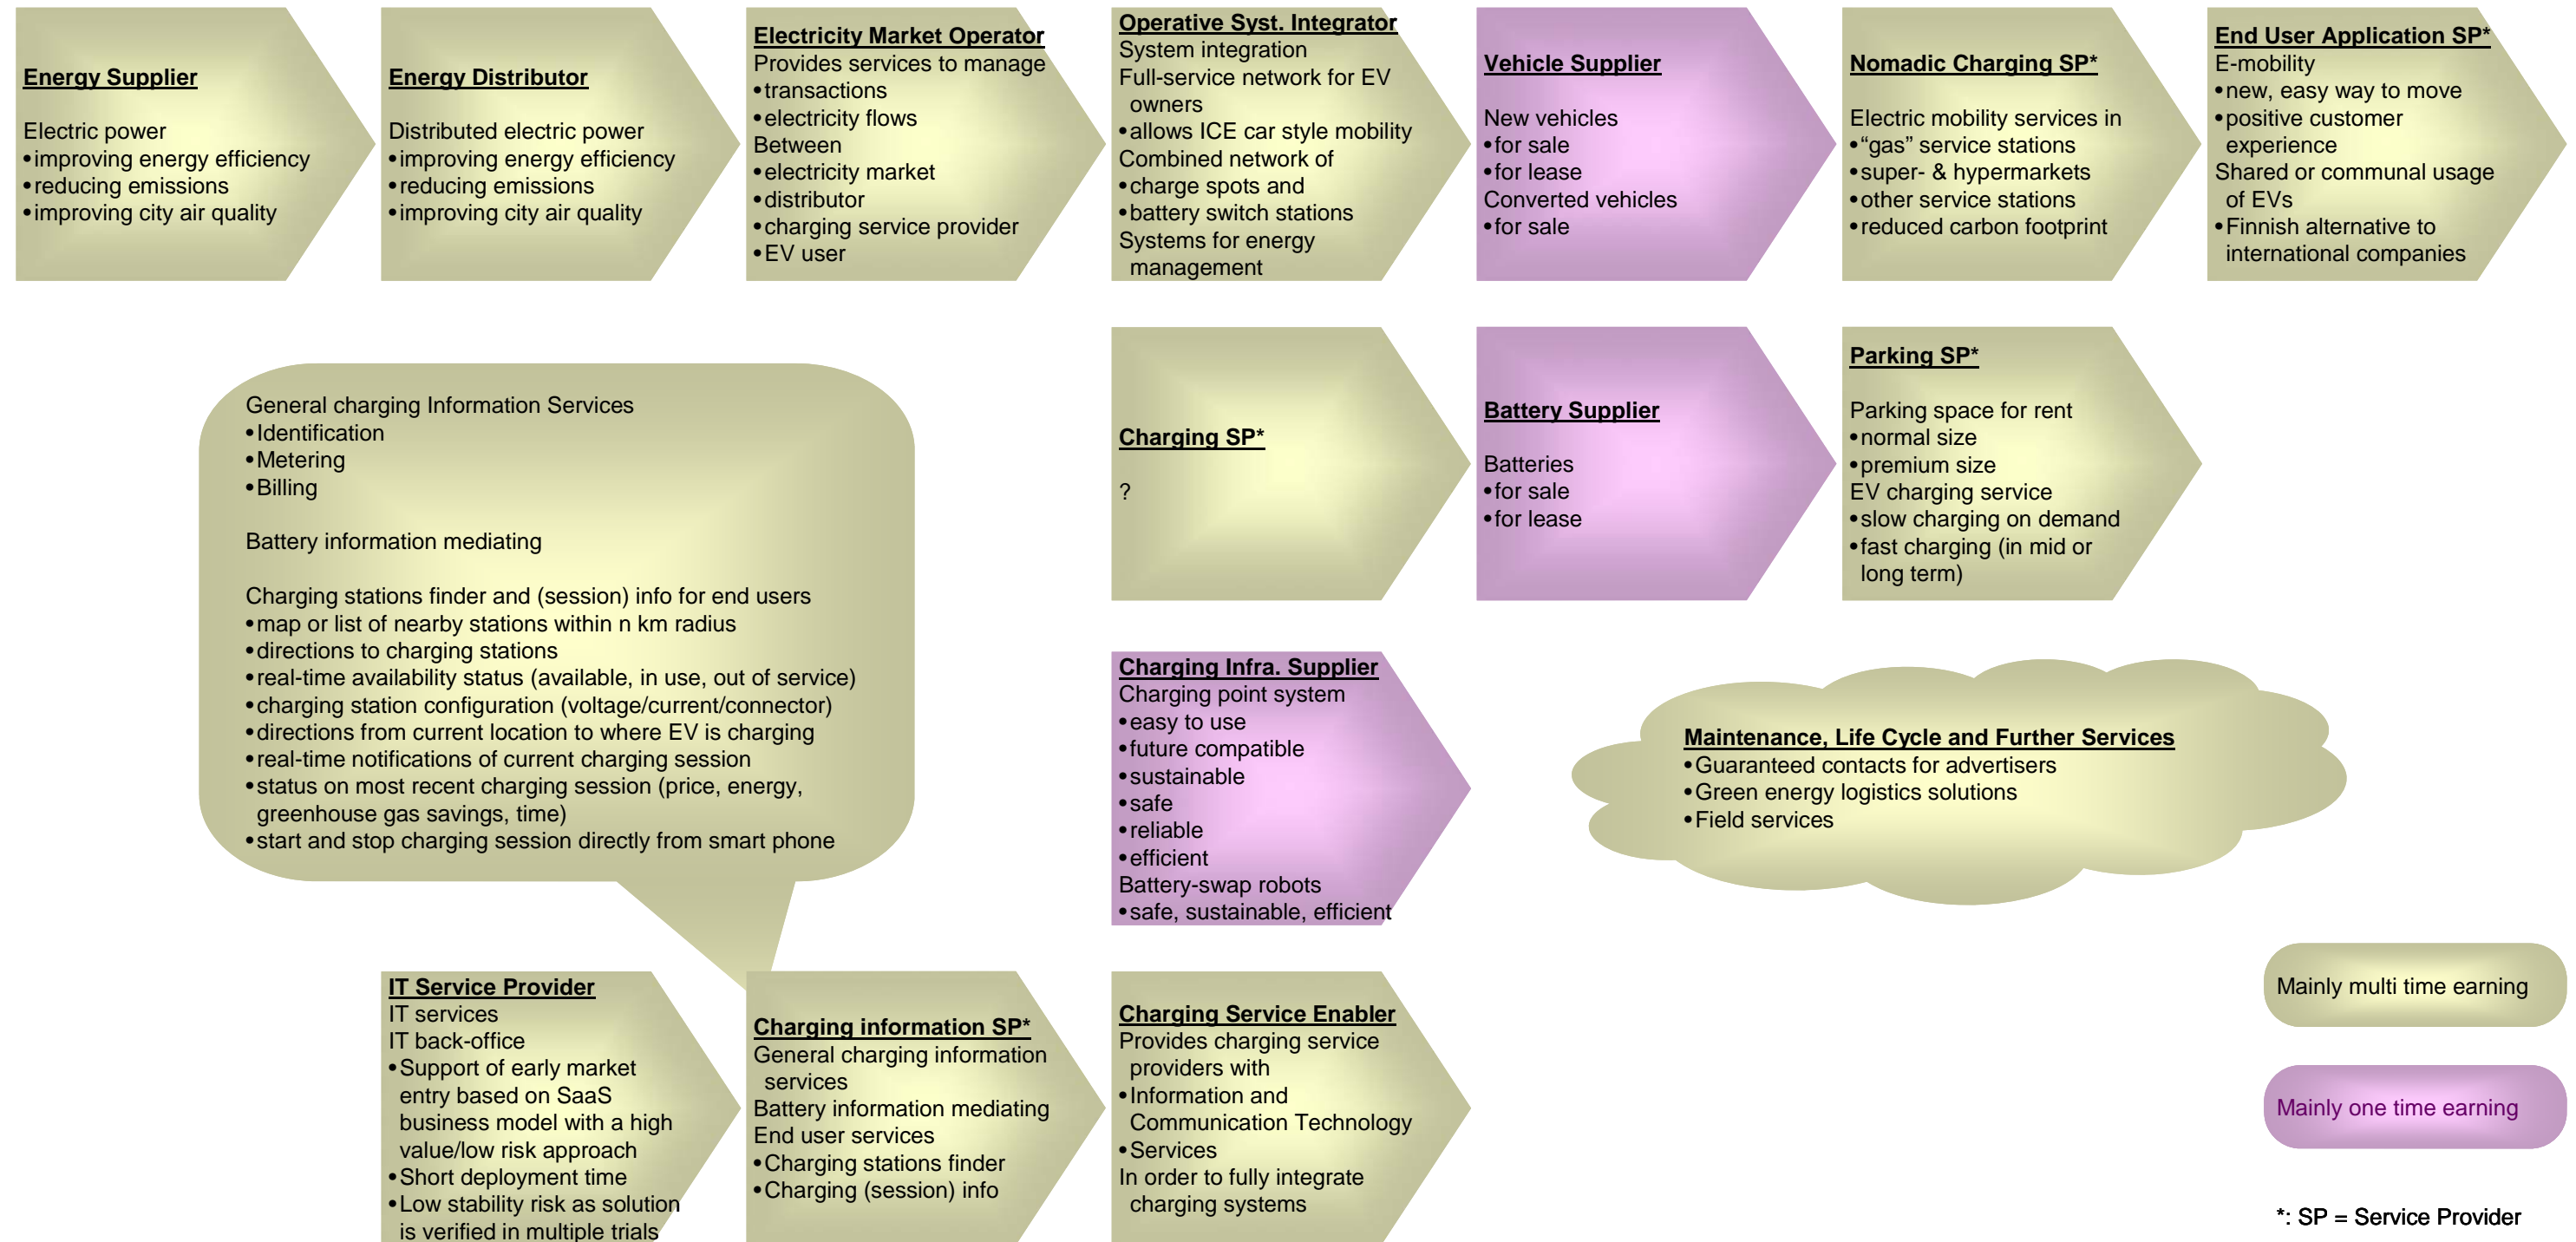 Energy Supplier
Electric power
•improving energy efficiency
•reducing emissions
•improving city air quality
Energy Distributor
Distributed electric power
•improving energy efficiency
•reducing emissions
•improving city air quality
Electricity Market Operator
Provides services to manage
•transactions
•electricity flows
Between
•electricity market
•distributor
•charging service provider
•EV user
Operative Syst. Integrator
System integration
Full-service network for EV
owners
•allows ICE car style mobility
Combined network of
•charge spots and
•battery switch stations
Systems for energy
management
Vehicle Supplier
New vehicles
•for sale
•for lease
Converted vehicles
•for sale
Nomadic Charging SP*
Electric mobility services in
•“gas” service stations
•super- & hypermarkets
•other service stations
•reduced carbon footprint
End User Application SP*
E-mobility
•new, easy way to move
•positive customer
experience
Shared or communal usage
of EVs
•Finnish alternative to
international companies
General charging Information Services
•Identification
•Metering
•Billing
Battery information mediating
Charging stations finder and (session) info for end users
•map or list of nearby stations within n km radius
•directions to charging stations
•real-time availability status (available, in use, out of service)
•charging station configuration (voltage/current/connector)
•directions from current location to where EV is charging
•real-time notifications of current charging session
•status on most recent charging session (price, energy,
greenhouse gas savings, time)
•start and stop charging session directly from smart phone
Charging SP*
?
Battery Supplier
Batteries
•for sale
•for lease
Parking SP*
Parking space for rent
•normal size
•premium size
EV charging service
•slow charging on demand
•fast charging (in mid or
long term)
Charging Infra. Supplier
Charging point system
•easy to use
•future compatible
•sustainable
•safe
•reliable
•efficient
Battery-swap robots
•safe, sustainable, efficient
Maintenance, Life Cycle and Further Services
•Guaranteed contacts for advertisers
•Green energy logistics solutions
•Field services
IT Service Provider
IT services
IT back-office
•Support of early market
entry based on SaaS
business model with a high
value/low risk approach
•Short deployment time
•Low stability risk as solution
is verified in multiple trials
Charging information SP*
General charging information
services
Battery information mediating
End user services
•Charging stations finder
•Charging (session) info
Charging Service Enabler
Provides charging service
providers with
•Information and
Communication Technology
•Services
In order to fully integrate
charging systems
Mainly multi time earning
Mainly one time earning
*: SP = Service Provider